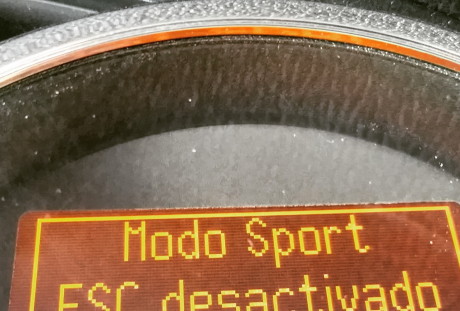 Modo Sport
ESC desactivado